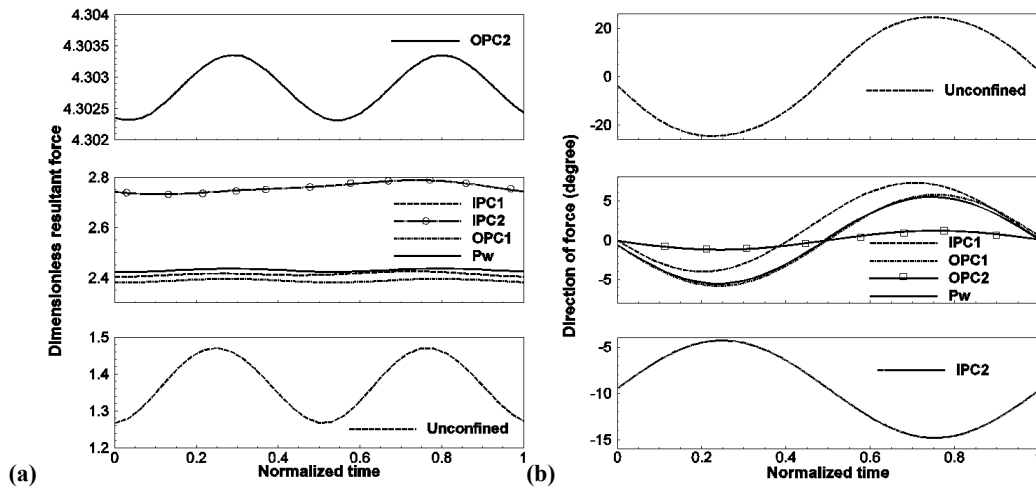 4.304
4.3035
4.303
4.3025
4.302
OPC2
2.8
2.6
2.4
IPC1
IPC2
OPC1
Pw
1.5
1.4
1.3
1.2
Unconfined
0 0.2 0.4 0.6 0.8 1
Normalized time
Dimensionless resultant force
(a)
20
0
-20
Unconfined
5
0
-5
IPC1
OPC1
OPC2
Pw
-5
-10
-15
IPC2
0 0.2 0.4 0.6 0.8 1
Normalized time
Direction of force (degree)
(b)